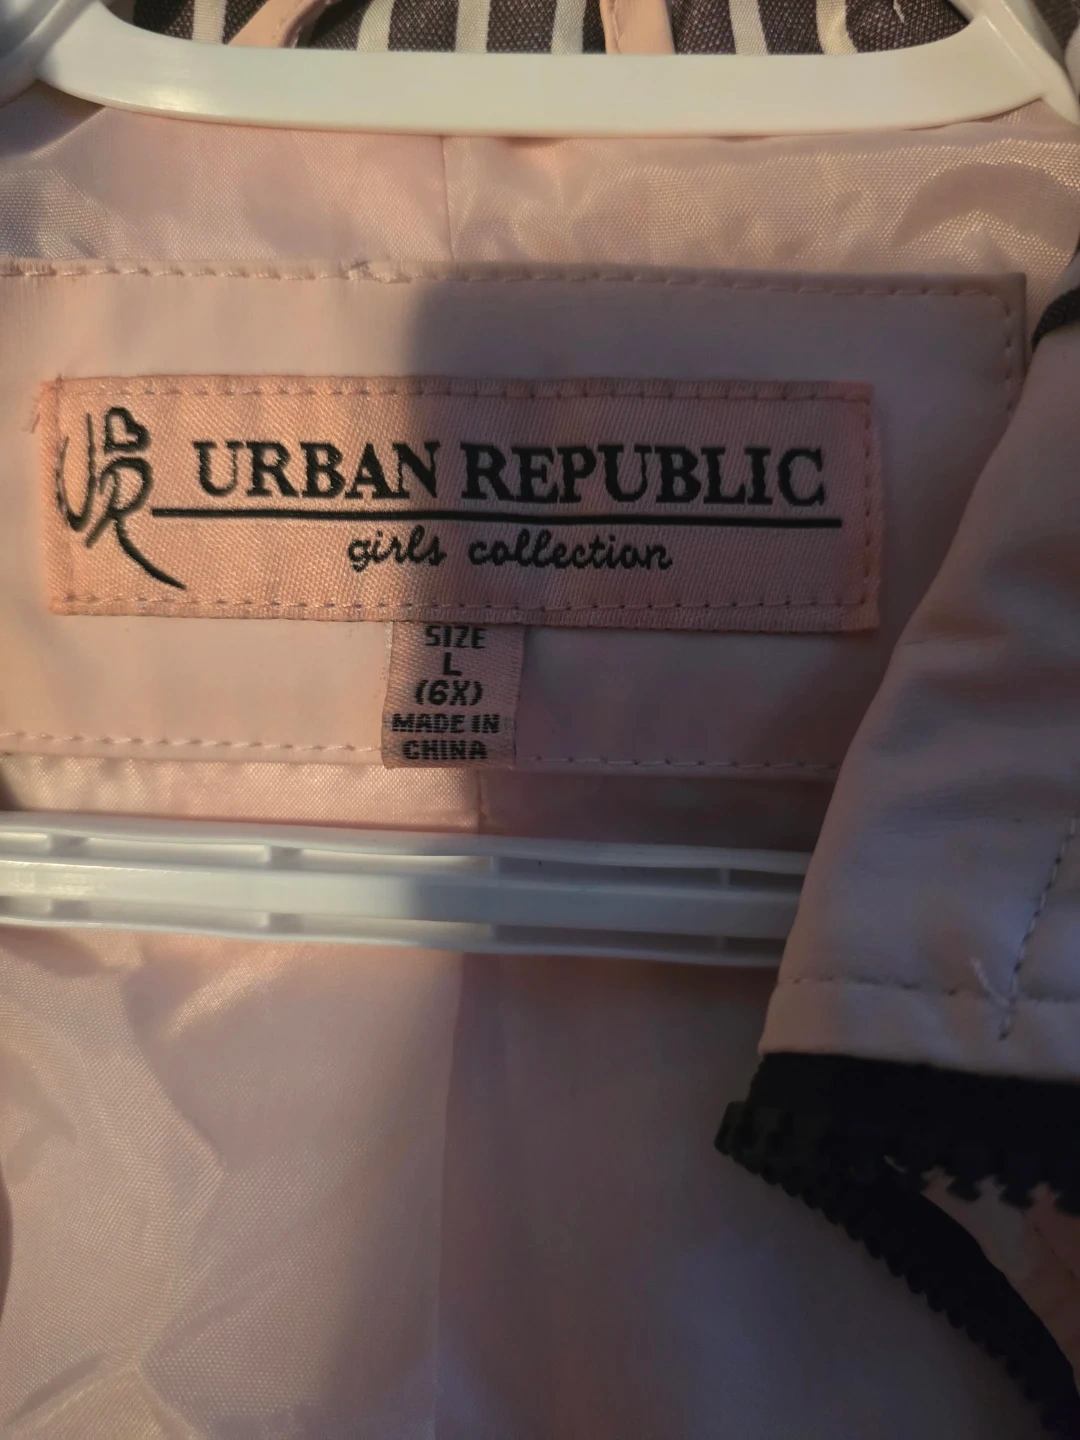 UR
URBAN REPUBLIC
girls collection
SIZE
L
(6X)
MADE IN
CHINA